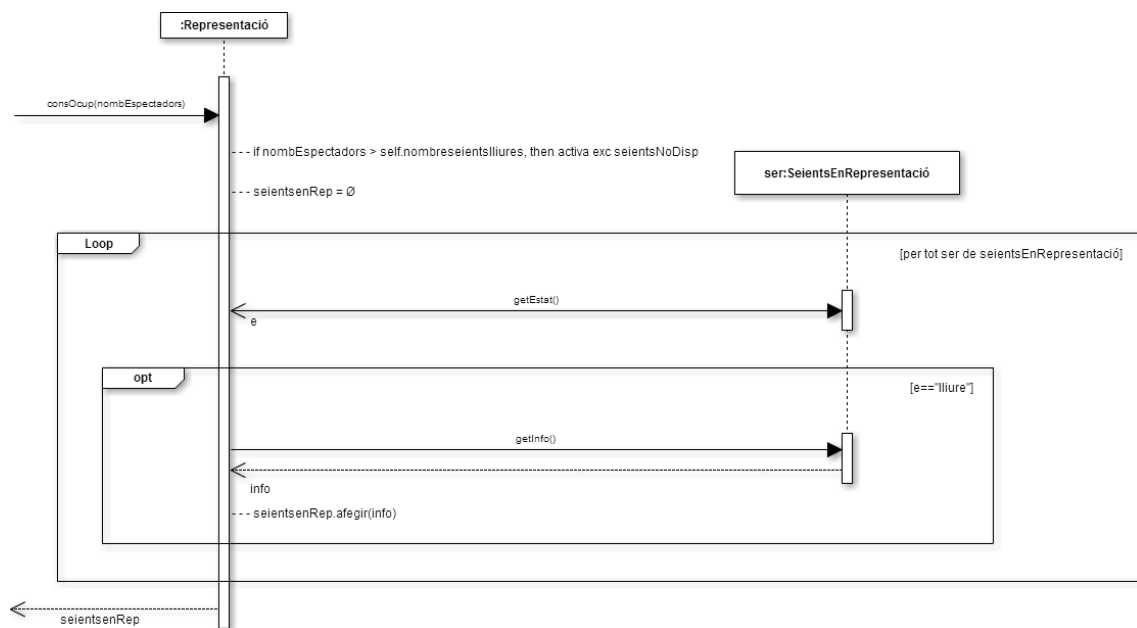 :Representació
consOcup(nombEspectadors)
--- if nombEspectadors > self.nombreseientslliures, then activa exc seientsNoDisp
ser:SeientsEnRepresentació
--- seientsenRep = Ø
Loop
[per tot ser de seientsEnRepresentació]
getEstat()
e
opt
[e=="lliure"]
getInfo()
info
--- seientsenRep.afegir(info)
seientsenRep